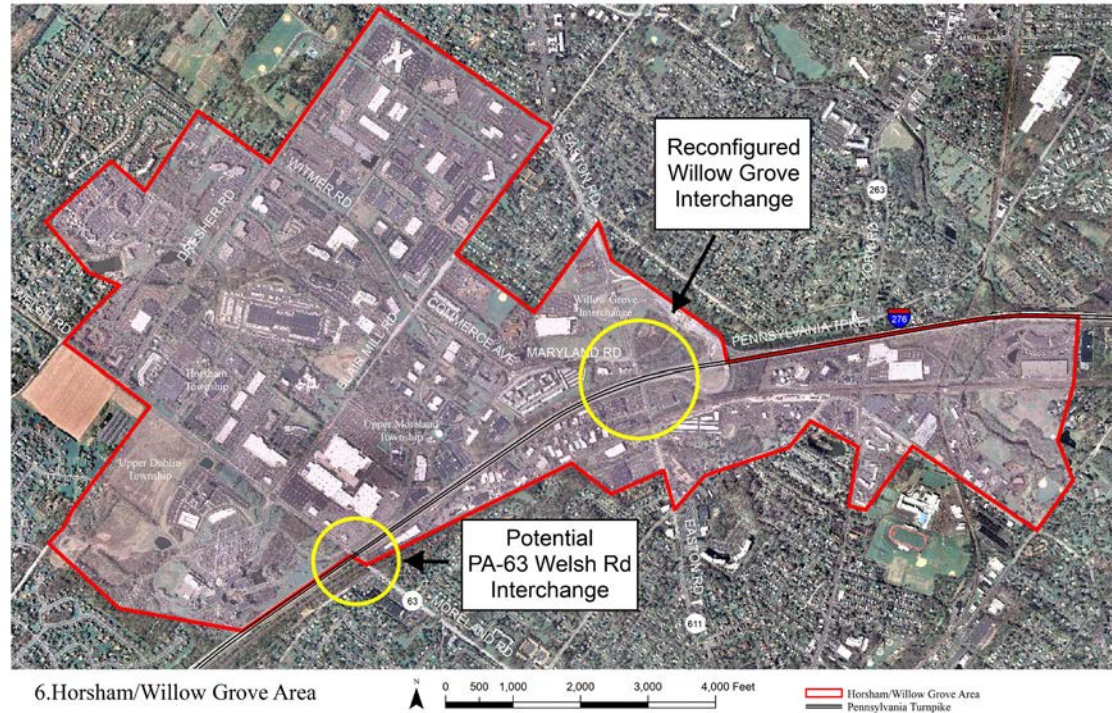 Reconfigured
Willow Grove
Interchange
EASTON RD
263
WITMER RD
DRESHER RD
YORK RD
WELSH RD
Willow Grove
Interchange
276
PENNSYLVANIA TPKE
COMMERCE AVE
MARYLAND RD
BLAIR MILL RD
Horsham
Township
Upper Moreland
Township
Upper Dublin
Township
Potential
PA-63 Welsh Rd
Interchange
EASTON RD
63
MORELAND RD
611
6.Horsham/Willow Grove Area
N
0 500 1,000 2,000 3,000 4,000 Feet
Horsham/Willow Grove Area
Pennsylvania Turnpike